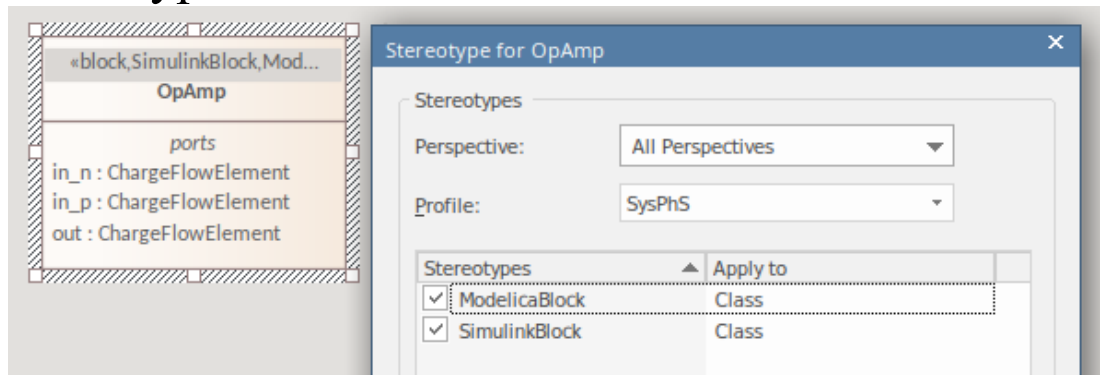 «block,SimulinkBlock,Mod...
OpAmp
ports
in_n : ChargeFlowElement
in_p : ChargeFlowElement
out : ChargeFlowElement
Stereotype for OpAmp
Stereotypes
Perspective: All Perspectives
Profile: SysPhS
Stereotypes Apply to
ModelicaBlock Class
SimulinkBlock Class